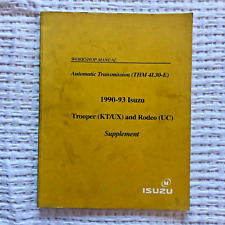 WORKSHOP MANUAL
Automatic Transmission (THM 4L30-E)
1990-93 Isuzu
Trooper (KT/UX) and Rodeo (UC)
Supplement
ISUZU